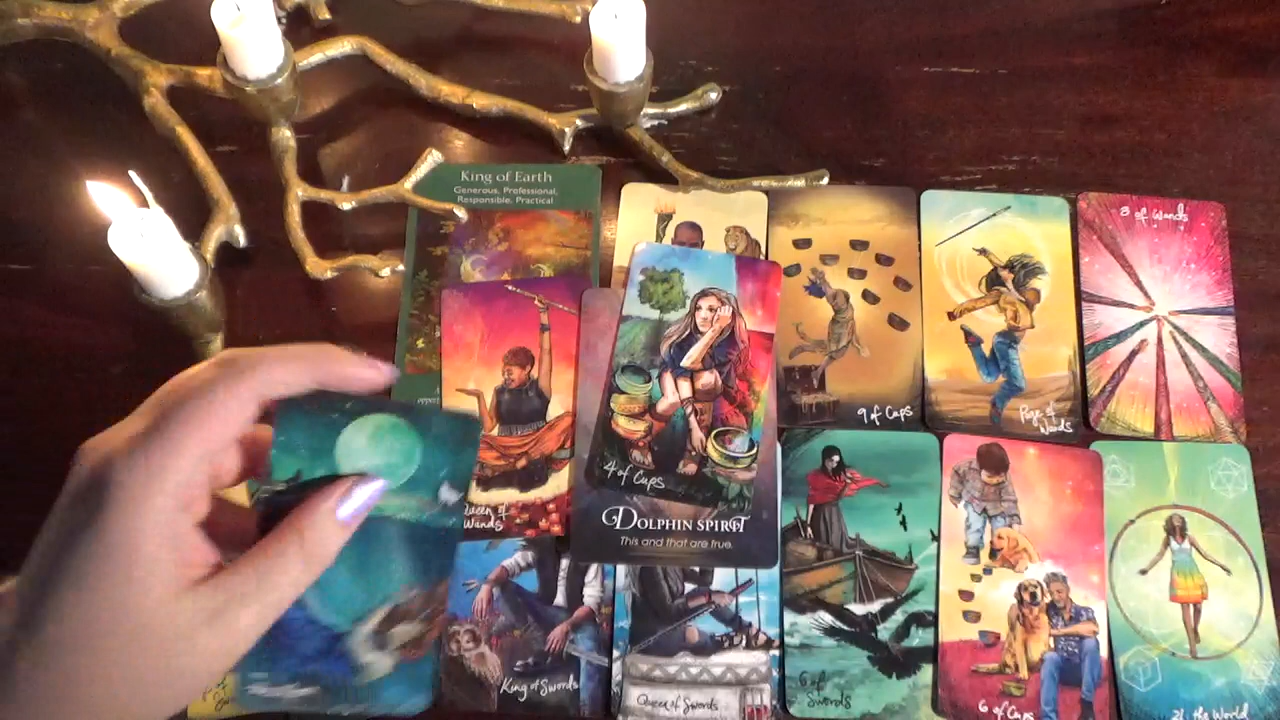 King of Earth
Generous, Professional,
Responsible, Practical
8 of Wands
9 of Cups
Page of
Wands
Queen of
Wands
4 of Cups
DOLPHIN SPIRIT
This and that are true.
King of Swords
Queen of Swords
6 of
Swords
6 of Cups
21, the World